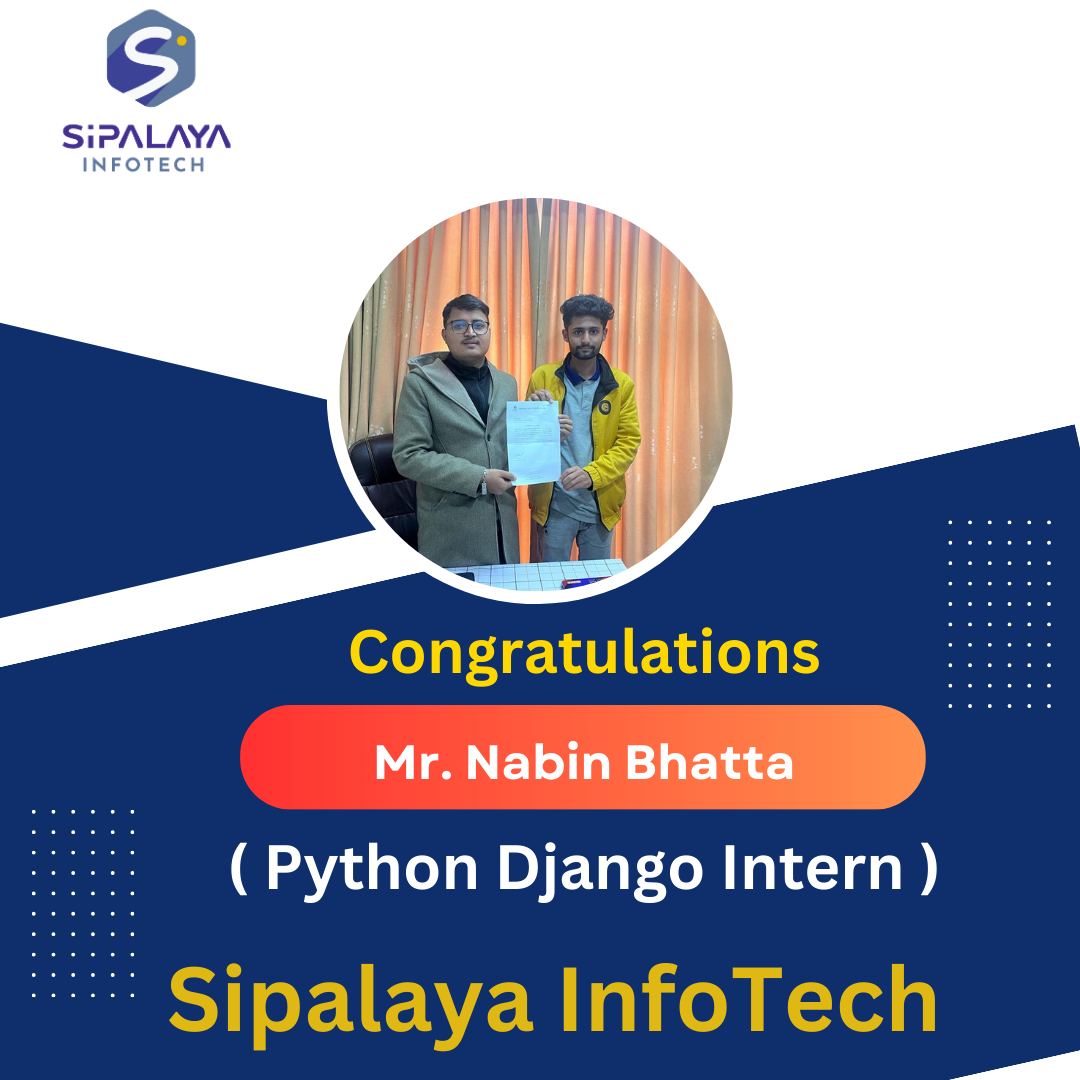 SiPALAYA
INFOTECH
Congratulations
Mr. Nabin Bhatta
( Python Django Intern )
Sipalaya InfoTech